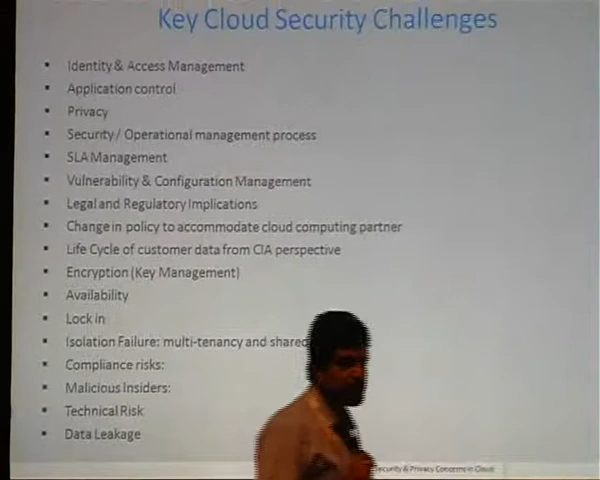 Key Cloud Security Challenges
▪ Identity & Access Management
▪ Application control
▪ Privacy
▪ Security / Operational management process
▪ SLA Management
▪ Vulnerability & Configuration Management
▪ Legal and Regulatory Implications
▪ Change in policy to accommodate cloud computing partner
▪ Life Cycle of customer data from CIA perspective
▪ Encryption (Key Management)
▪ Availability
▪ Lock in
▪ Isolation Failure: multi-tenancy and shared
▪ Compliance risks:
▪ Malicious Insiders:
▪ Technical Risk
▪ Data Leakage
Security & Privacy Concerns in Cloud